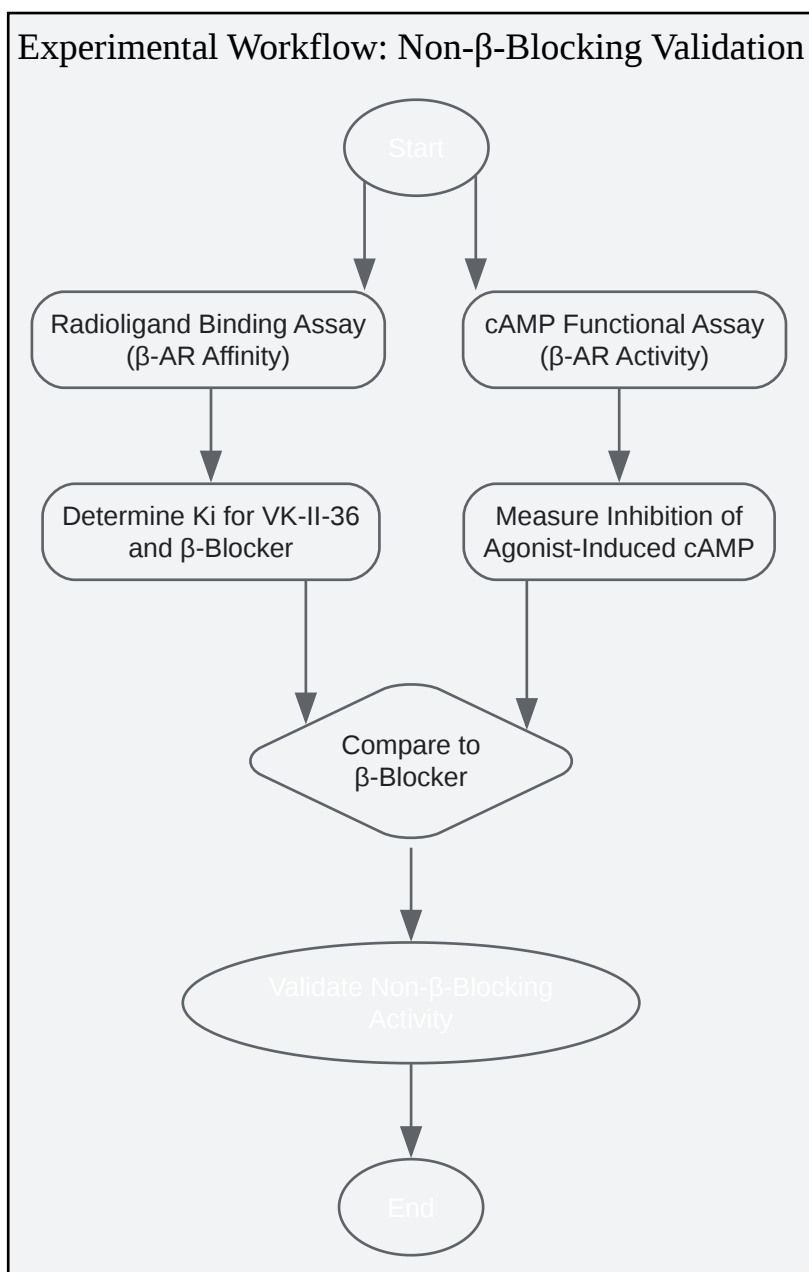 Experimental Workflow: Non-β-Blocking Validation
Start
Radioligand Binding Assay
(β-AR Affinity)
cAMP Functional Assay
(β-AR Activity)
Determine Ki for VK-II-36
and β-Blocker
Measure Inhibition of
Agonist-Induced cAMP
Compare to
β-Blocker
Validate Non-β-Blocking
Activity
End